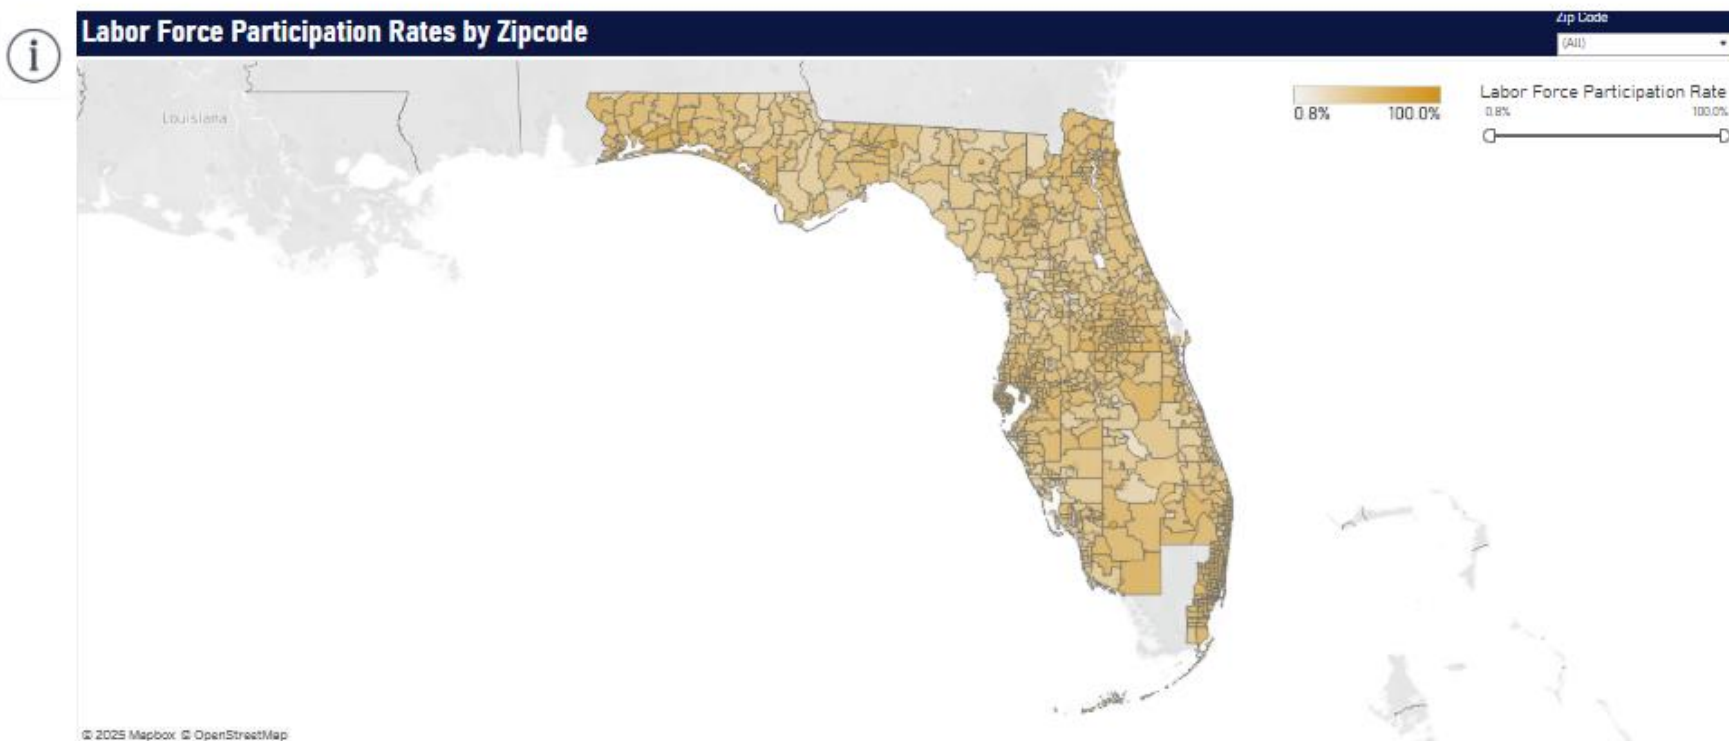 i
Labor Force Participation Rates by Zipcode
Zip Code
(All)
Louisiana
0.8% 100.0%
Labor Force Participation Rate
0.8% 100.0%
© 2025 Mapbox © OpenStreetMap